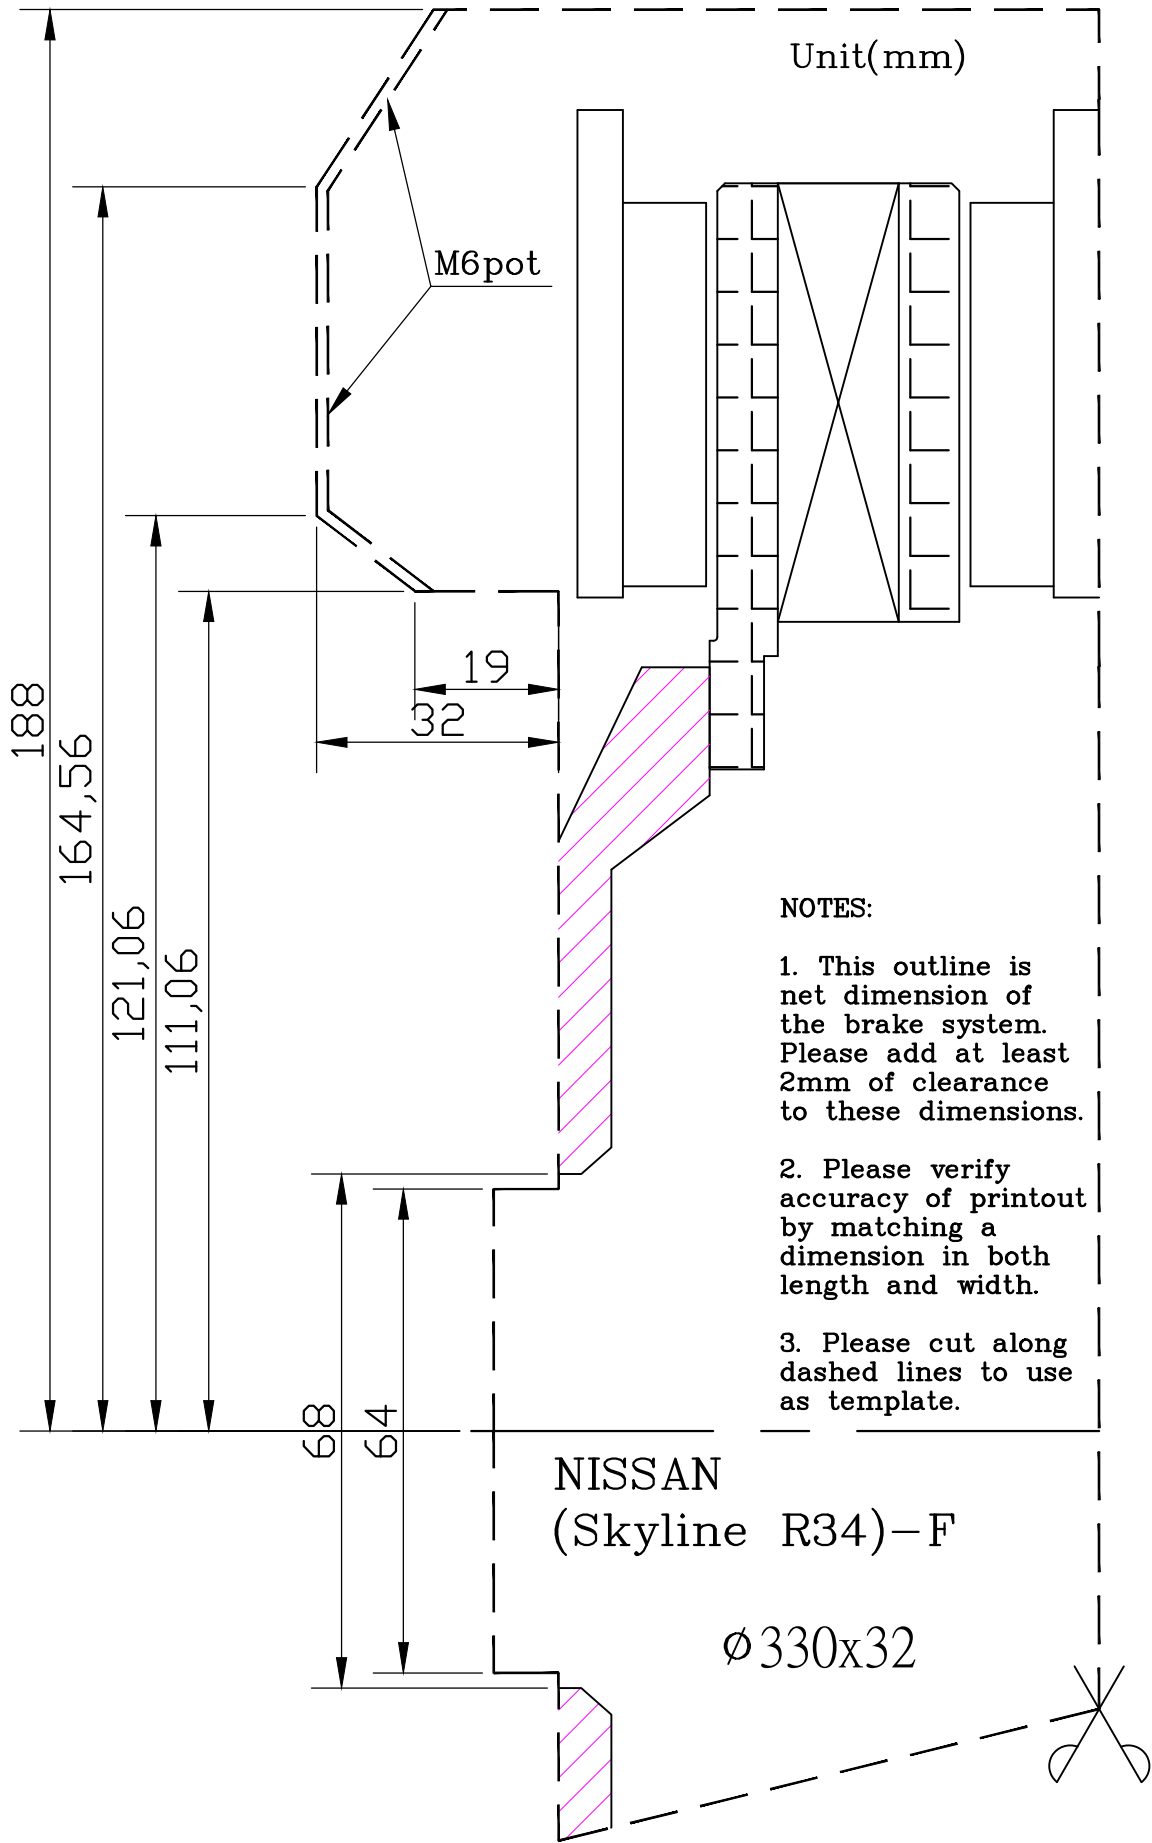 Unit(mm)
M6pot
19
32
188
164,56
121,06
111,06
NOTES:
1. This outline is
net dimension of
the brake system.
Please add at least
2mm of clearance
to these dimensions.
2. Please verify
accuracy of printout
by matching a
dimension in both
length and width.
3. Please cut along
dashed lines to use
as template.
68
64
NISSAN
(Skyline R34)-F
Ø330x32